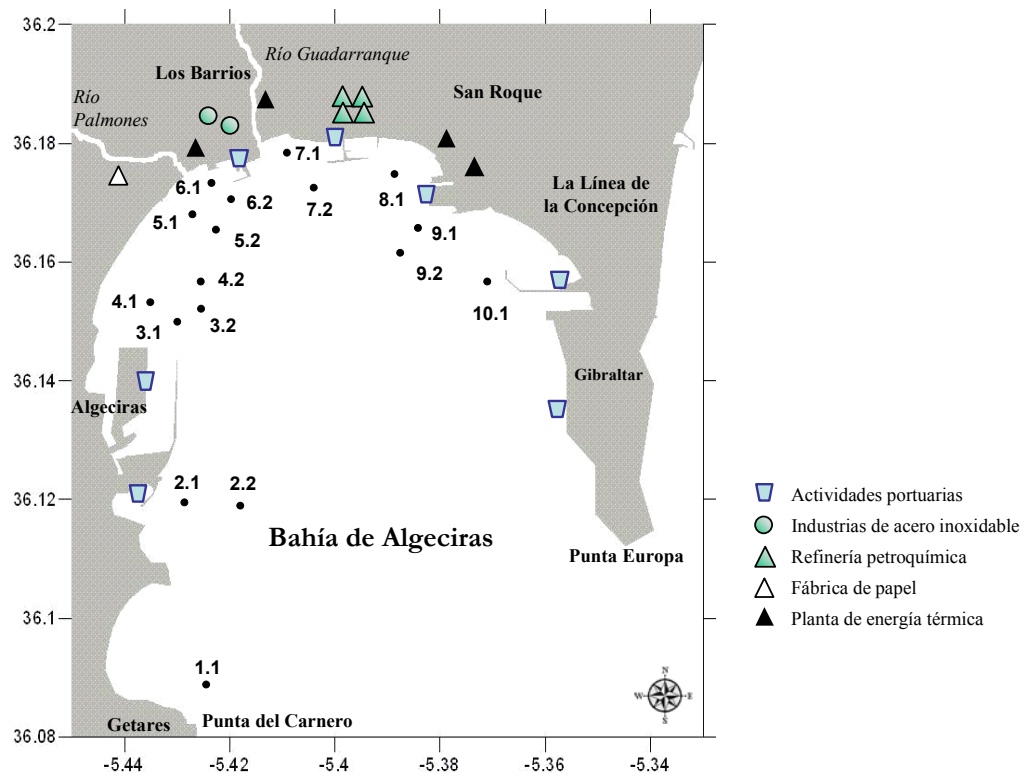 36.2
36.18
36.16
36.14
36.12
36.1
36.08
-5.44
-5.42
-5.4
-5.38
-5.36
-5.34
Río Guadarranque
Los Barrios
Río
Palmones
San Roque
La Línea de
la Concepción
7.1
6.1
6.2
7.2
8.1
5.1
5.2
9.1
9.2
4.2
4.1
10.1
3.1
3.2
Gibraltar
Algeciras
2.1
2.2
Bahía de Algeciras
Punta Europa
1.1
Getares
Punta del Carnero
N
W
E
S
Actividades portuarias
Industrias de acero inoxidable
Refinería petroquímica
Fábrica de papel
Planta de energía térmica